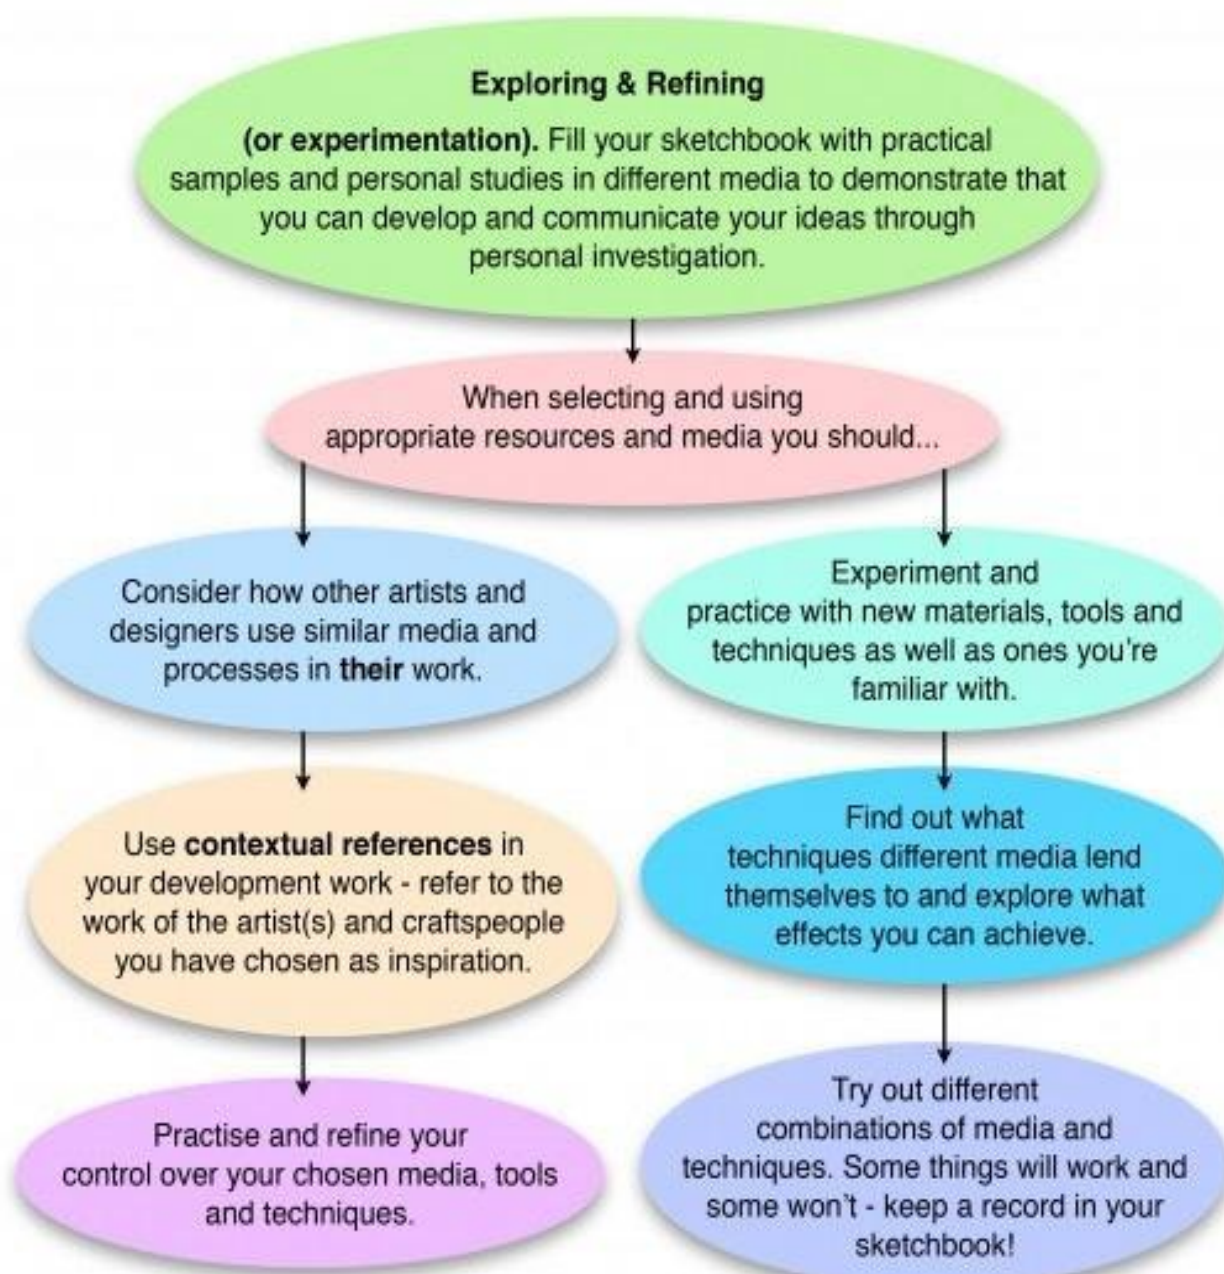 Exploring & Refining
(or experimentation). Fill your sketchbook with practical
samples and personal studies in different media to demonstrate that
you can develop and communicate your ideas through
personal investigation.
When selecting and using
appropriate resources and media you should...
Consider how other artists and
designers use similar media and
processes in their work.
Use contextual references in
your development work - refer to the
work of the artist(s) and craftspeople
you have chosen as inspiration.
Practise and refine your
control over your chosen media, tools
and techniques.
Experiment and
practice with new materials, tools and
techniques as well as ones you're
familiar with.
Find out what
techniques different media lend
themselves to and explore what
effects you can achieve.
Try out different
combinations of media and
techniques. Some things will work and
some won't - keep a record in your
sketchbook!